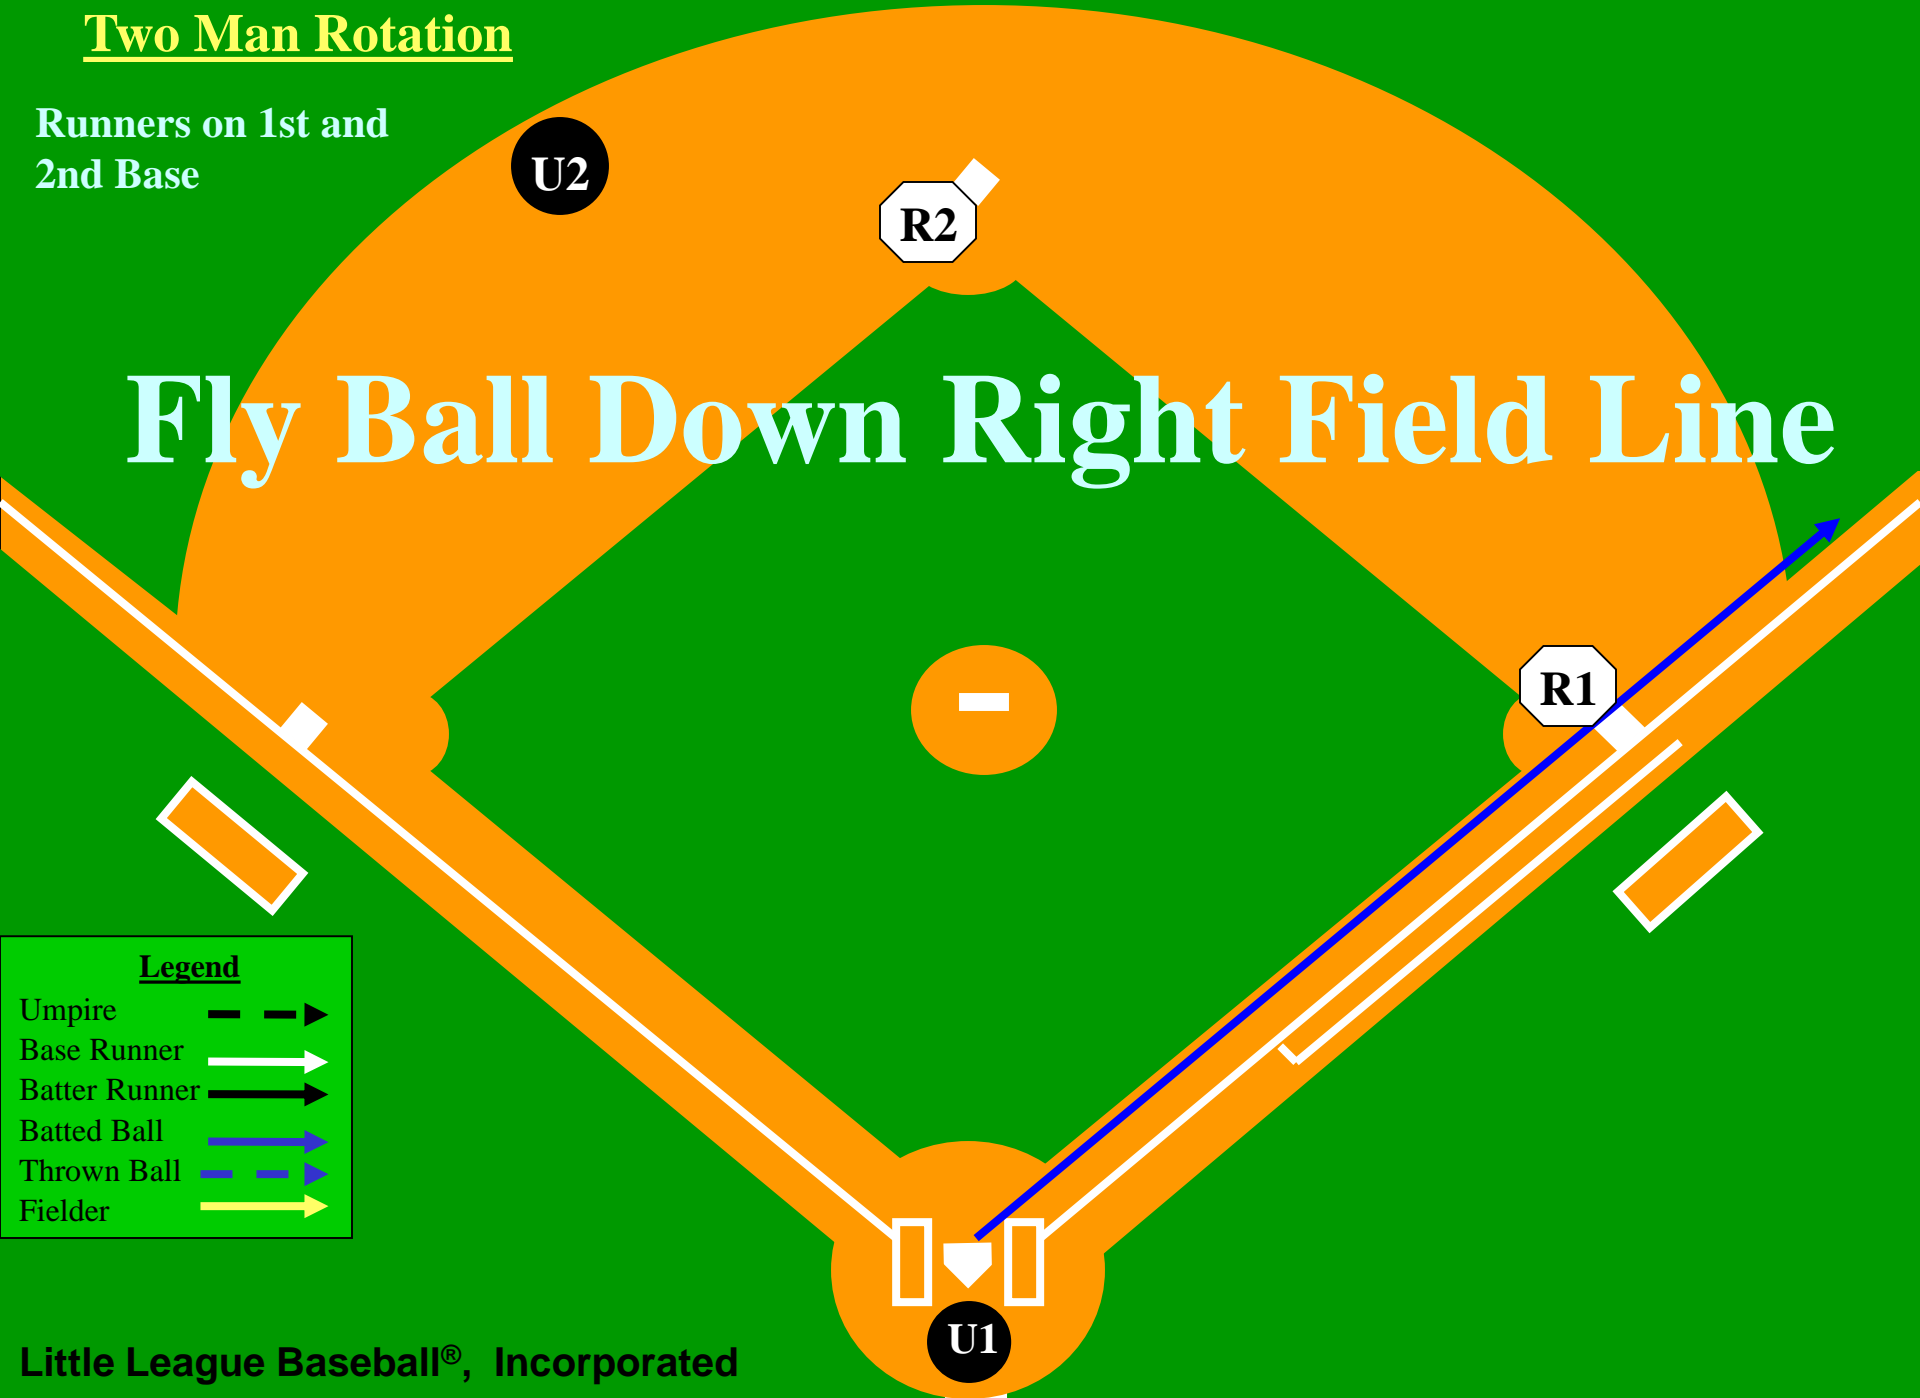 Two Man Rotation
Runners on 1st and
2nd Base
U2
R2
Fly Ball Down Right Field Line
R1
Legend
Umpire
Base Runner
Batter Runner
Batted Ball
Thrown Ball
Fielder
U1
Little League Baseball®, Incorporated